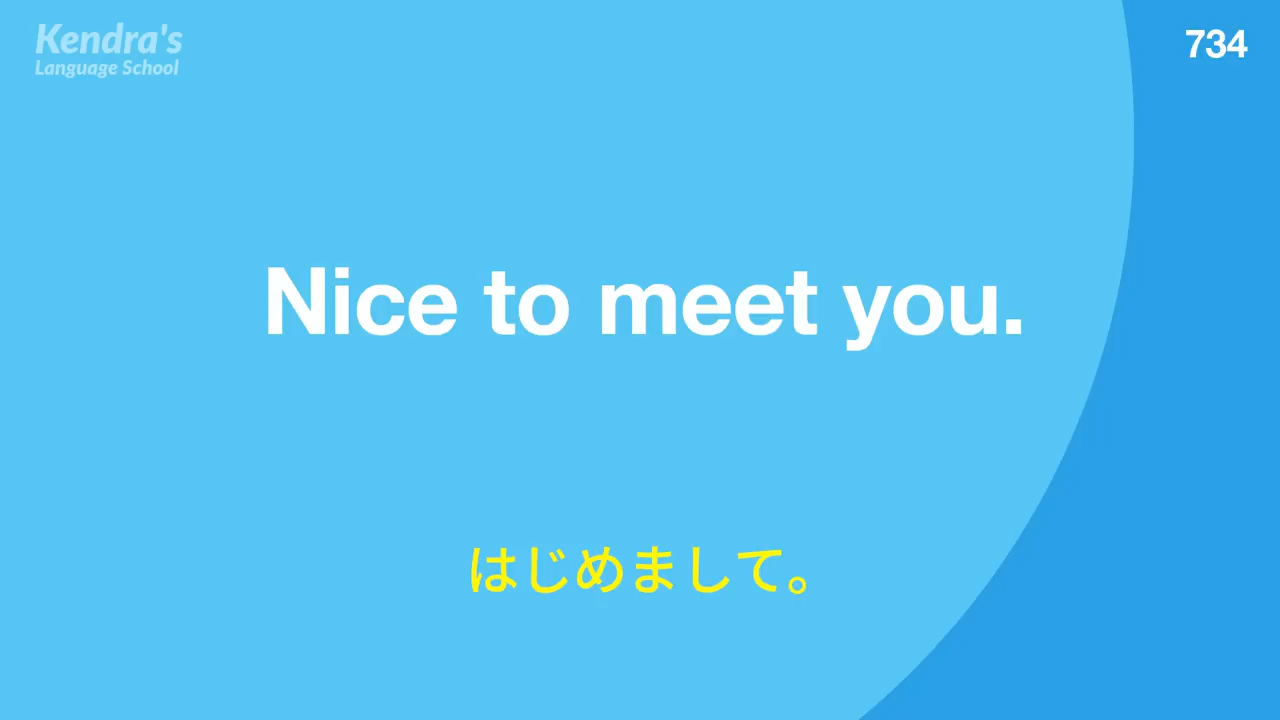 Kendra's
Language School
734
Nice to meet you.
はじめまして。